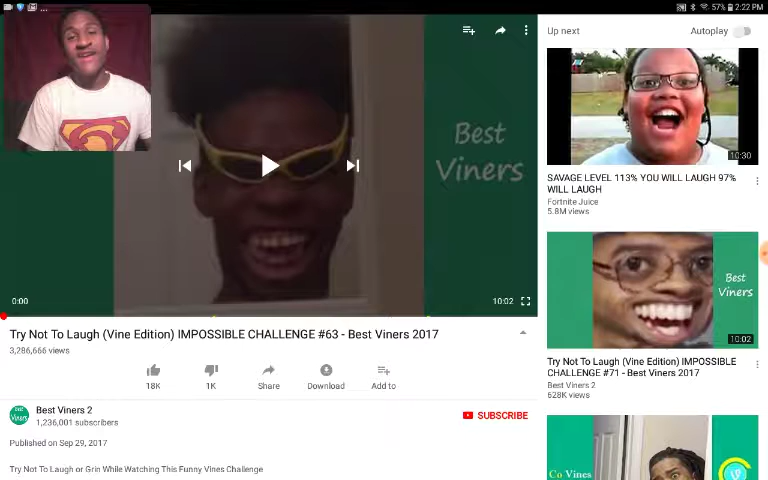 ... 57% 2:22 PM
Up next
Autoplay
Best
Viners
10:30
SAVAGE LEVEL 113% YOU WILL LAUGH 97%
WILL LAUGH
Fortnite Juice
5.8M views
0:00
10:02
Try Not To Laugh (Vine Edition) IMPOSSIBLE CHALLENGE #63 - Best Viners 2017
3,286,666 views
18K
1K
Share
Download
Add to
Best
Viners
Best Viners 2
1,236,001 subscribers
SUBSCRIBE
Published on Sep 29, 2017
Try Not To Laugh or Grin While Watching This Funny Vines Challenge
Best
Viners
10:02
Try Not To Laugh (Vine Edition) IMPOSSIBLE
CHALLENGE #71 - Best Viners 2017
Best Viners 2
628K views
Co Vines